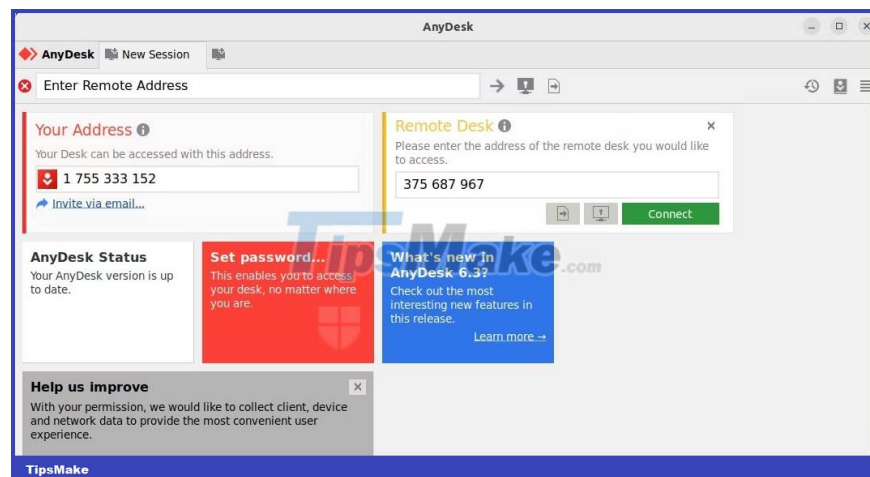 AnyDesk
AnyDesk New Session
Enter Remote Address
Your Address
Your Desk can be accessed with this address.
1 755 333 152
Invite via email...
Remote Desk
Please enter the address of the remote desk you would like
to access.
375 687 967
Connect
AnyDesk Status
Your AnyDesk version is up
to date.
Set password...
This enables you to access
your desk, no matter where
you are.
What's new In
AnyDesk 6.3?
Check out the most
interesting new features in
this release.
Learn more →
TipsMake.com
Help us improve
With your permission, we would like to collect client, device
and network data to provide the most convenient user
experience.
TipsMake